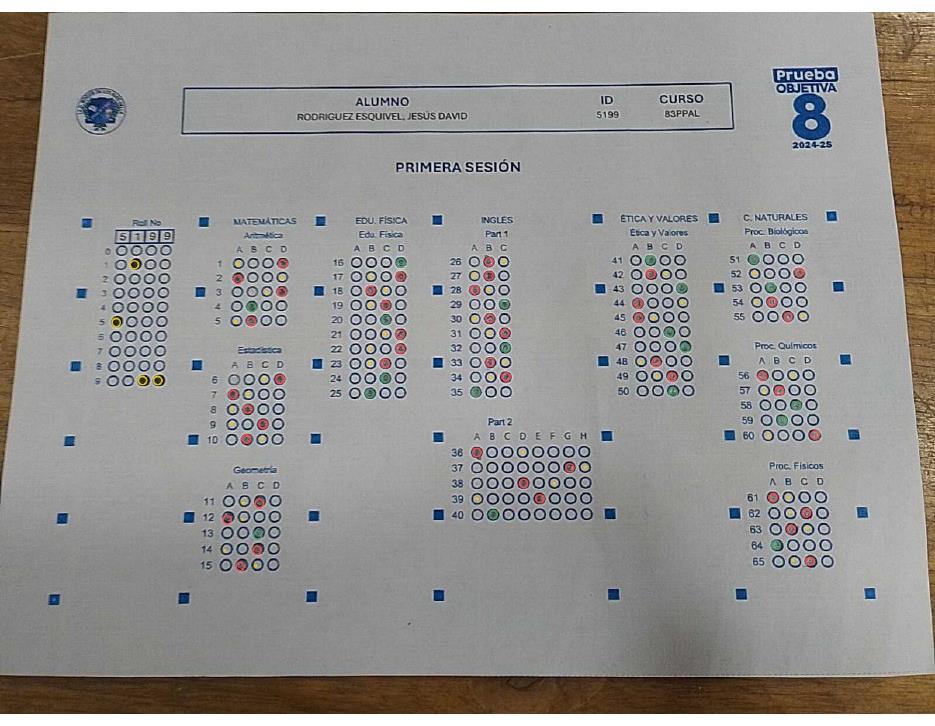 Prueba
OBJETIVA
8
2024-25
ALUMNO ID CURSO
RODRIGUEZ ESQUIVEL, JESÚS DAVID 5199 83PPAL
PRIMERA SESIÓN
Roll No
5 1 9 9
0
1
2
3
4
5
6
7
8
9
MATEMÁTICAS
Aritmética
A B C D
1
2
3
4
5
Estadística
A B C D
6
7
8
9
10
Geometría
A B C D
11
12
13
14
15
EDU. FÍSICA
Edu. Física
A B C D
16
17
18
19
20
21
22
23
24
25
INGLÉS
Part 1
A B C
26
27
28
29
30
31
32
33
34
35
Part 2
A B C D E F G H
36
37
38
39
40
ÉTICA Y VALORES
Ética y Valores
A B C D
41
42
43
44
45
46
47
48
49
50
C. NATURALES
Proc. Biológicos
A B C D
51
52
53
54
55
Proc. Químicos
A B C D
56
57
58
59
60
Proc. Físicos
A B C D
61
62
63
64
65